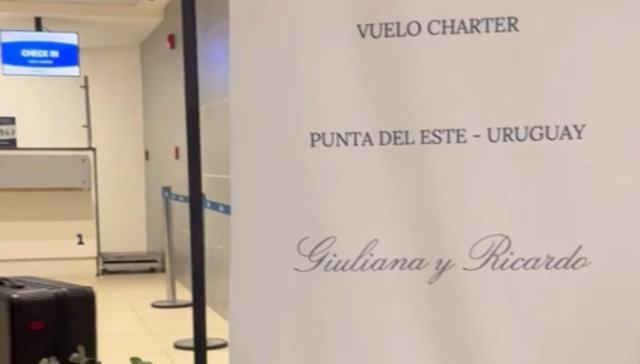 CHECK IN
VUELO CHARTER
PUNTA DEL ESTE - URUGUAY
Giuliana y Ricardo
1